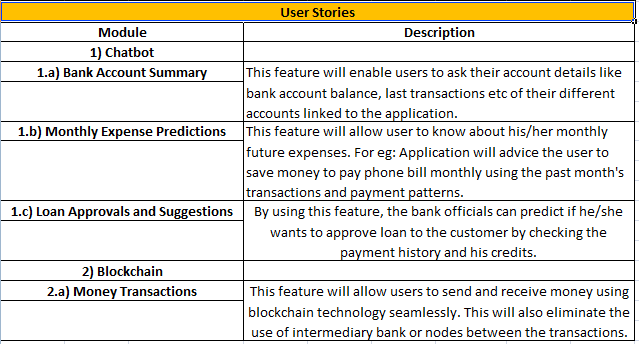 User Stories
Module Description
1) Chatbot
1.a) Bank Account Summary
This feature will enable users to ask their account details like
bank account balance, last transactions etc of their different
accounts linked to the application.
1.b) Monthly Expense Predictions
This feature will allow user to know about his/her monthly
future expenses. For eg: Application will advice the user to
save money to pay phone bill monthly using the past month's
transactions and payment patterns.
1.c) Loan Approvals and Suggestions
By using this feature, the bank officials can predict if he/she
wants to approve loan to the customer by checking the
payment history and his credits.
2) Blockchain
2.a) Money Transactions
This feature will allow users to send and receive money using
blockchain technology seamlessly. This will also eliminate the
use of intermediary bank or nodes between the transactions.